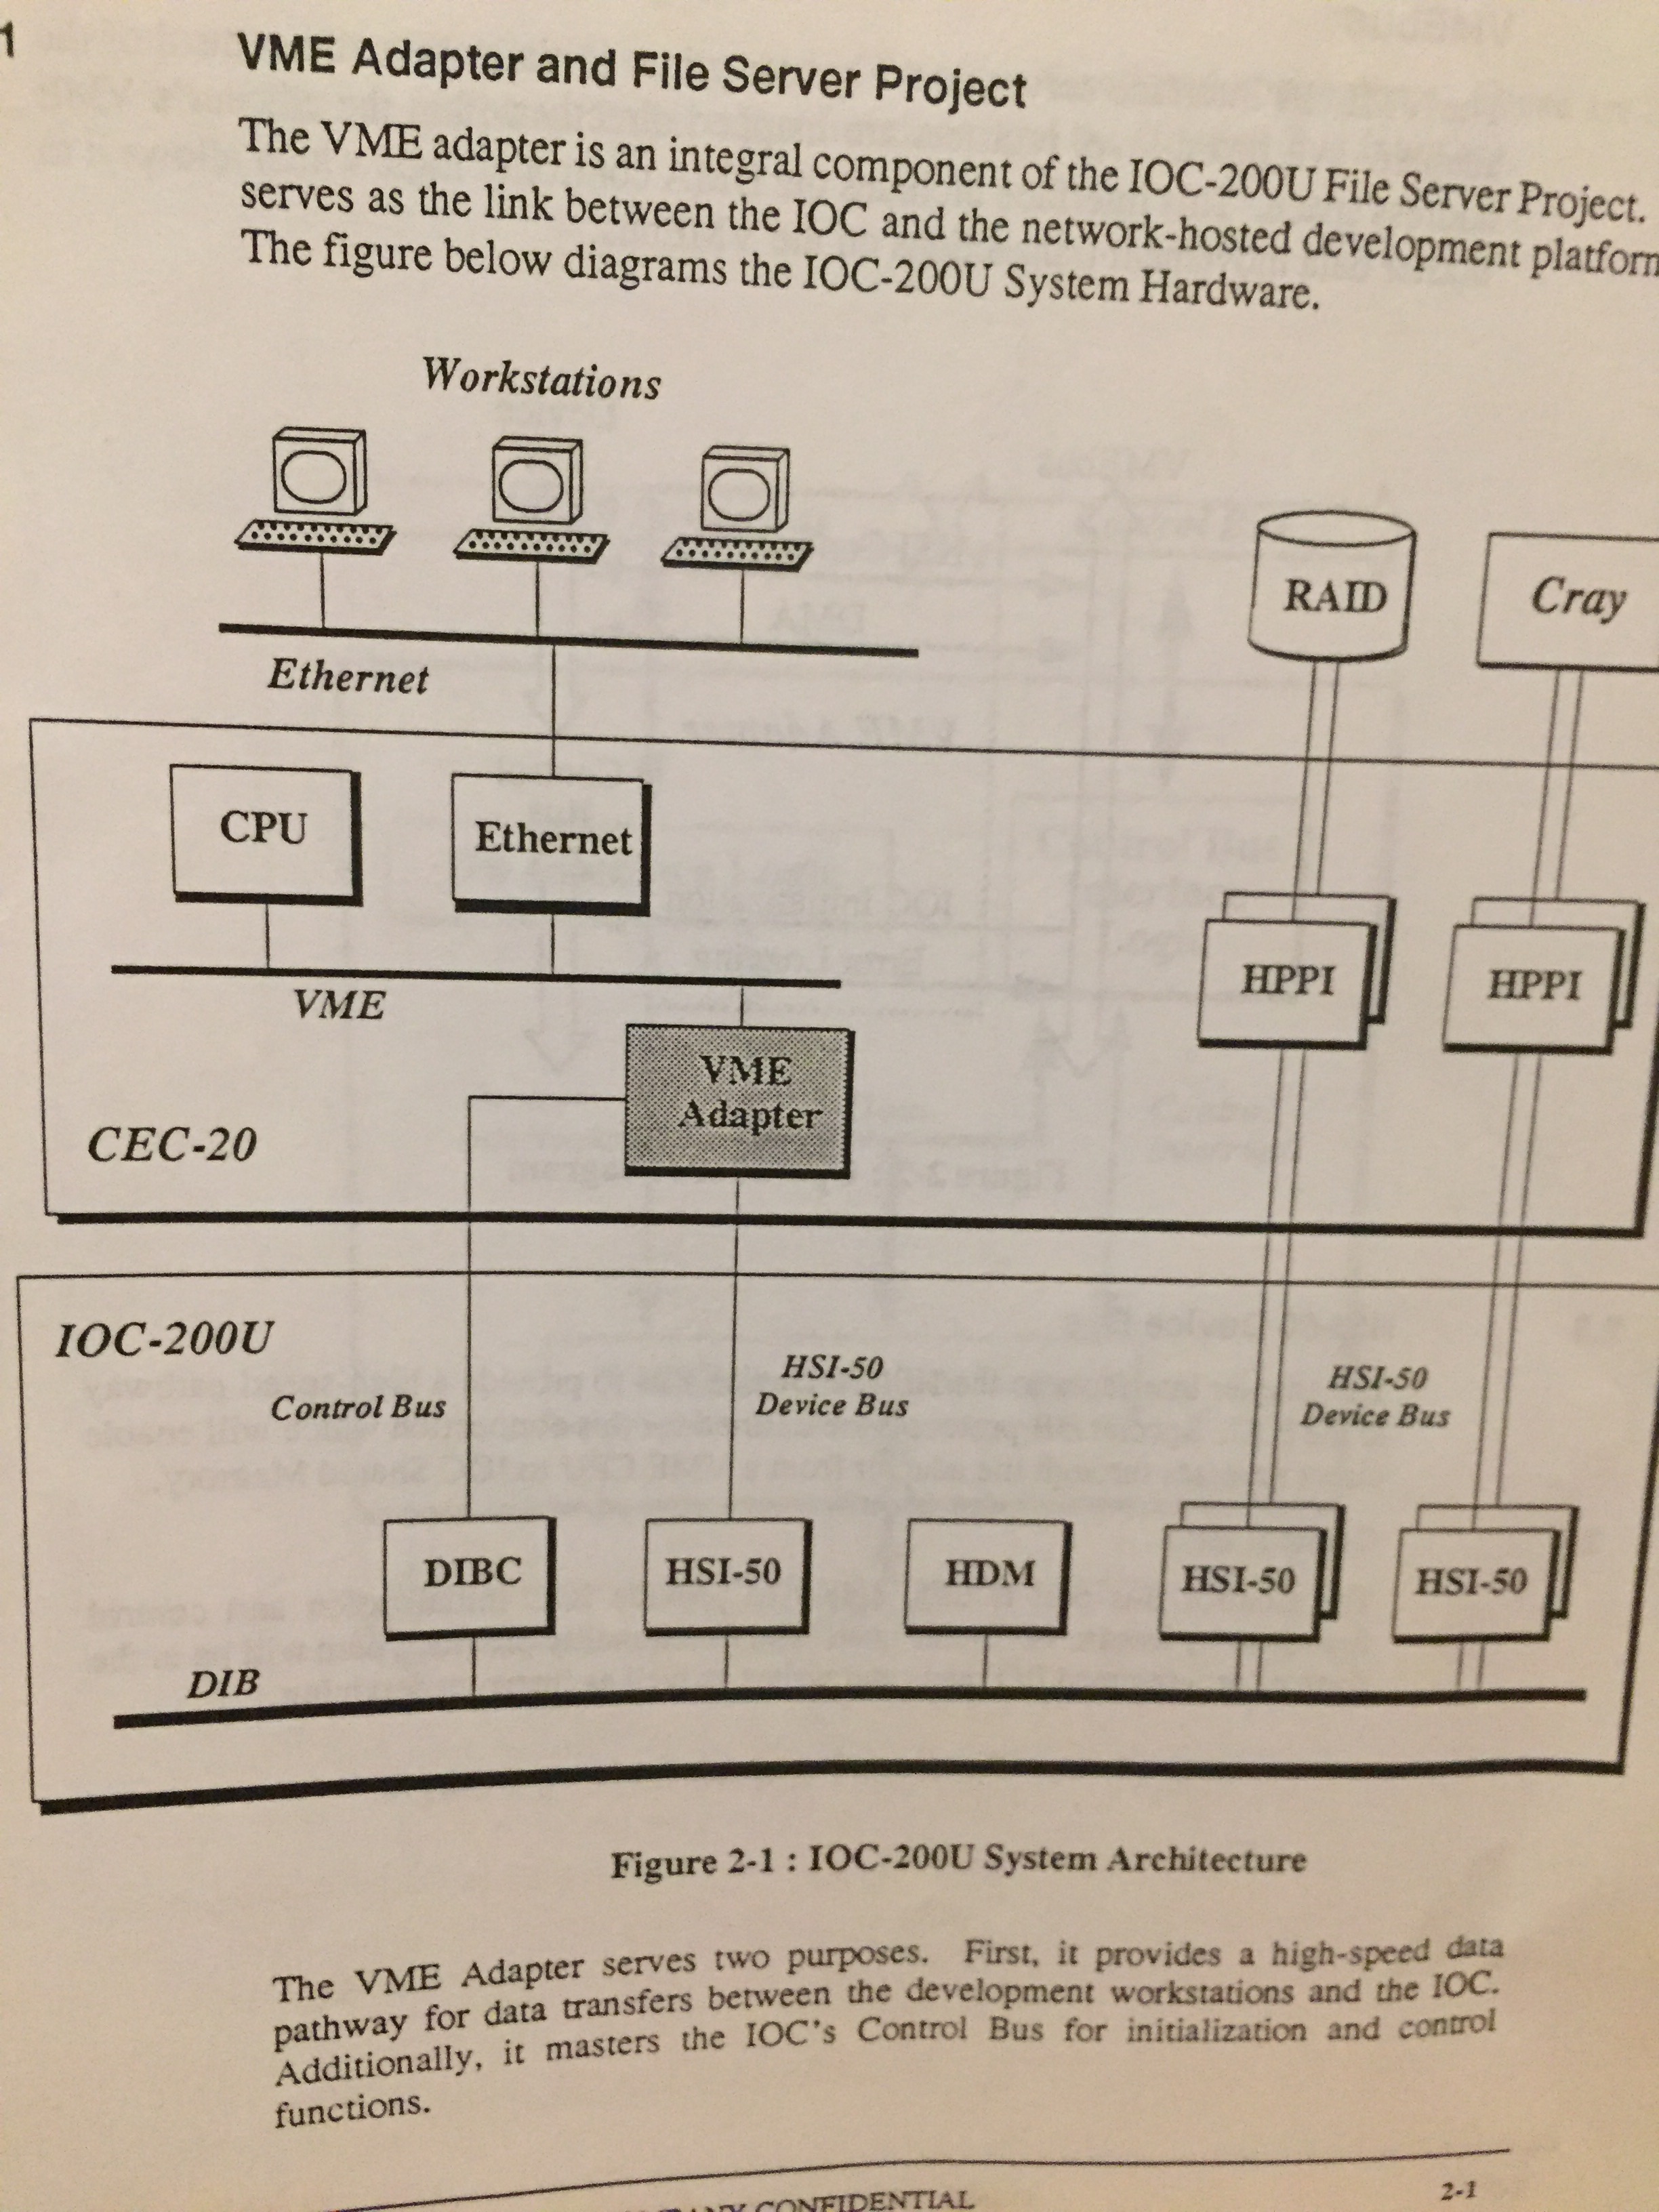 1
VME Adapter and File Server Project
The VME adapter is an integral component of the IOC-200U File Server Project.
serves as the link between the IOC and the network-hosted development
The figure below diagrams the IOC-200U System Hardware.
Workstations
RAID
Cray
Ethernet
CPU
Ethernet
VME
HPPI
HPPI
VME
Adapter
CEC-20
IOC-200U
Control Bus
HSI-50
Device Bus
HSI-50
Device Bus
DIBC
HSI-50
HDM
HSI-50
HSI-50
DIB
Figure 2-1 : IOC-200U System Architecture
The VME Adapter serves two purposes. First, it provides a high-speed data
pathway for data transfers between the development workstations and the IOC.
Additionally, it masters the IOC's Control Bus for initialization and control
functions.
CONFIDENTIAL
2-1